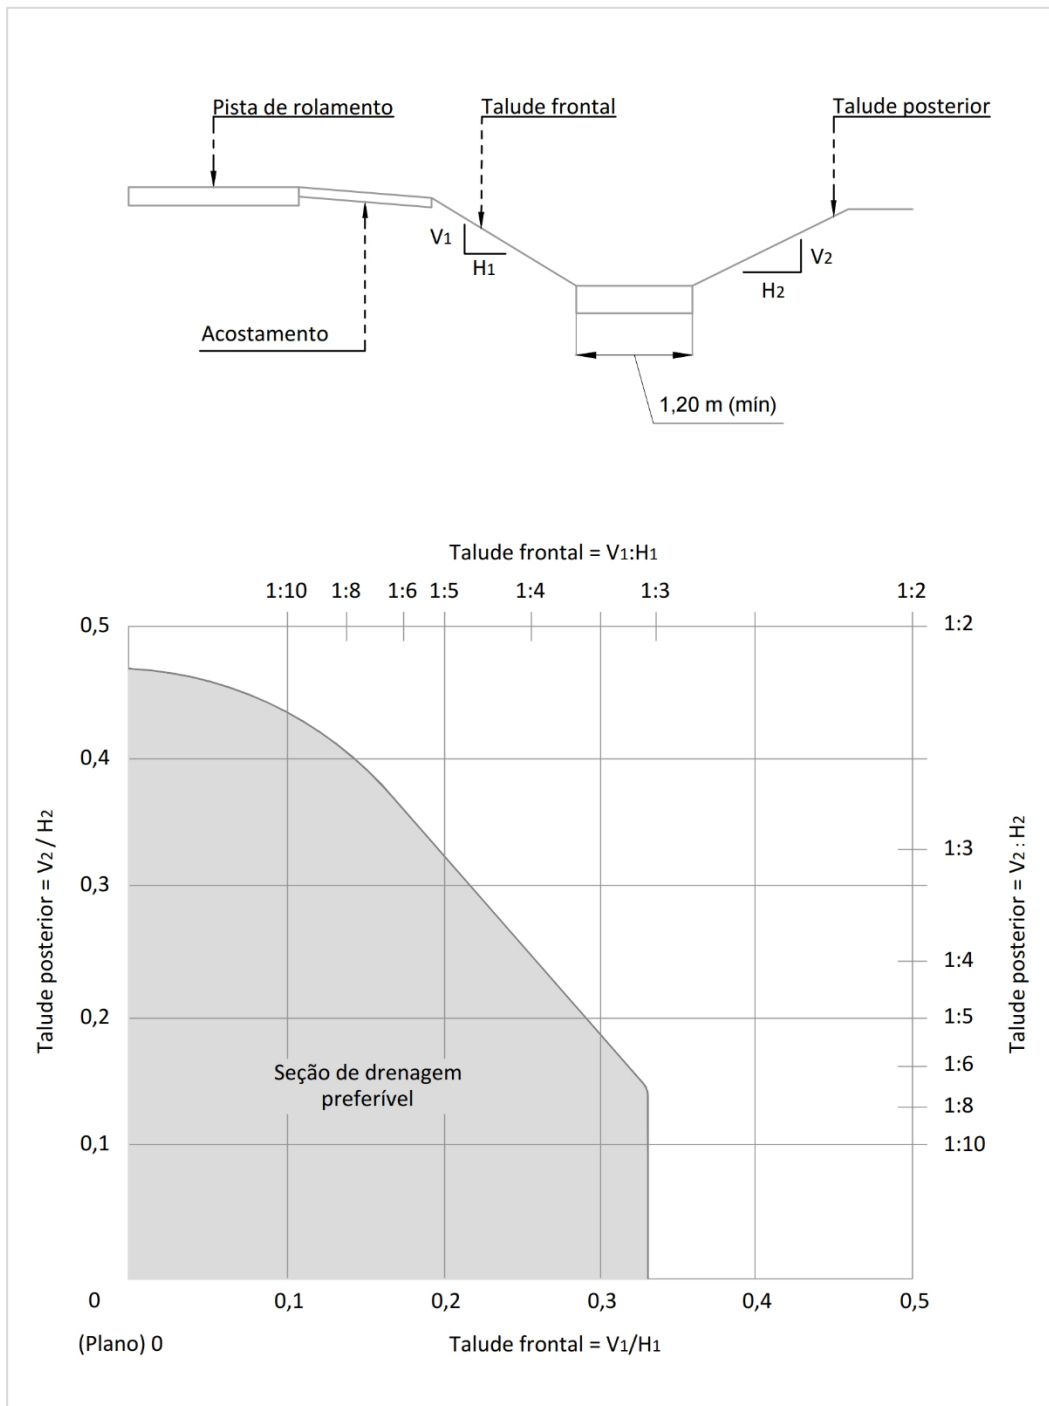 Pista de rolamento
Talude frontal
Talude posterior
V1
H1
V2
H2
Acostamento
1,20 m (mín)
Talude frontal = V1:H1
1:10 1:8 1:6 1:5 1:4 1:3 1:2
0,5
0,4
0,3
0,2
0,1
Talude posterior = V2 / H2
1:2
1:3
1:4
1:5
1:6
1:8
1:10
Talude posterior = V2 : H2
Seção de drenagem
preferível
0 0,1 0,2 0,3 0,4 0,5
(Plano) 0
Talude frontal = V1/H1